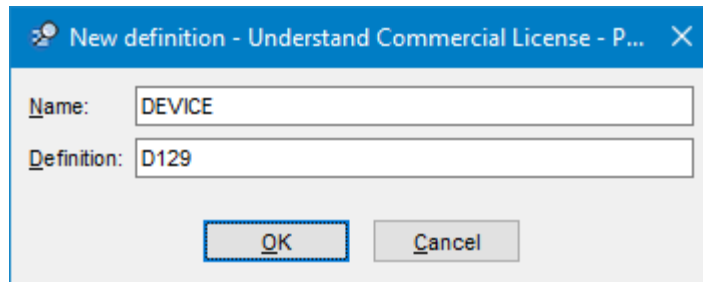 New definition - Understand Commercial License - P...
Name: DEVICE
Definition: D129
OK Cancel